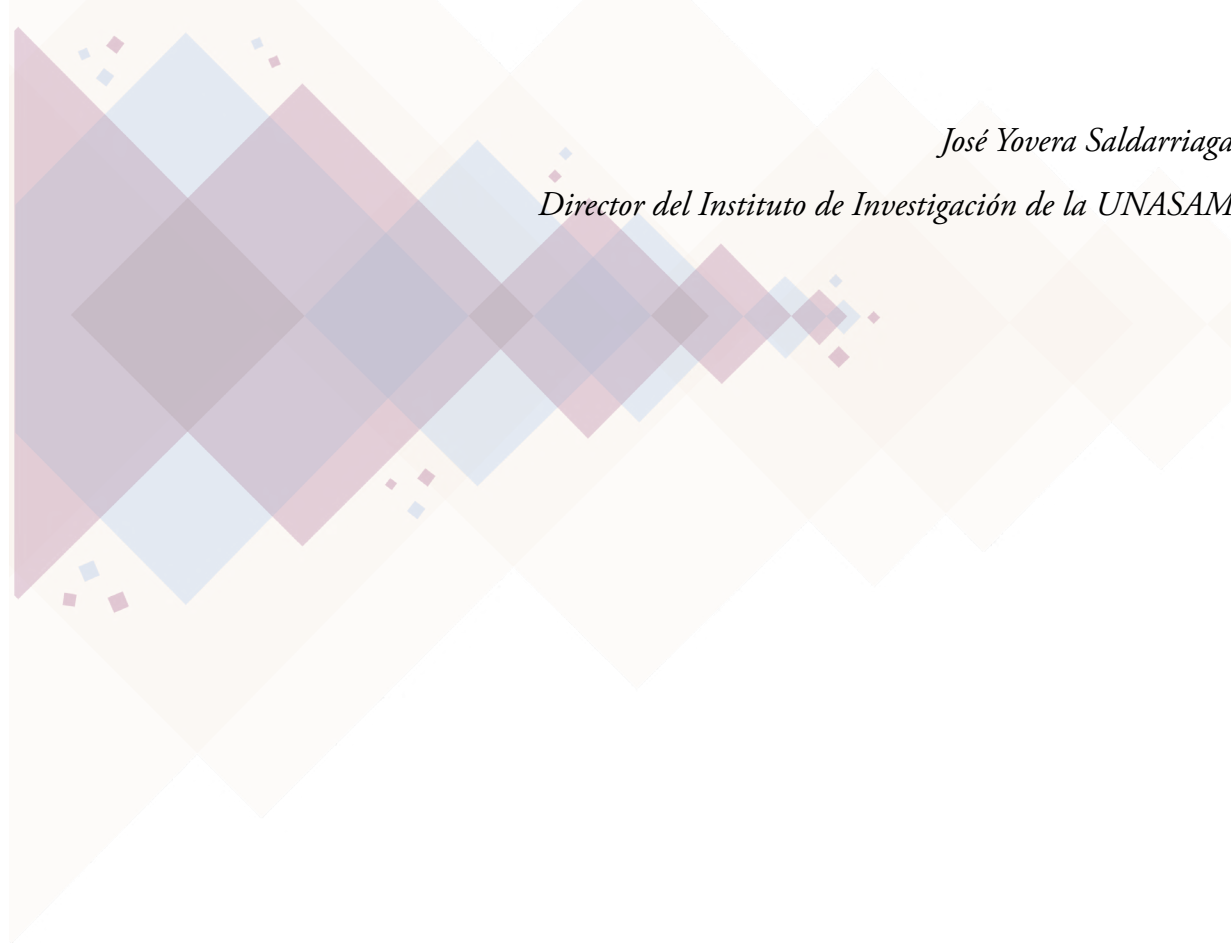 José Yovera Saldarriaga
Director del Instituto de Investigación de la UNASAM